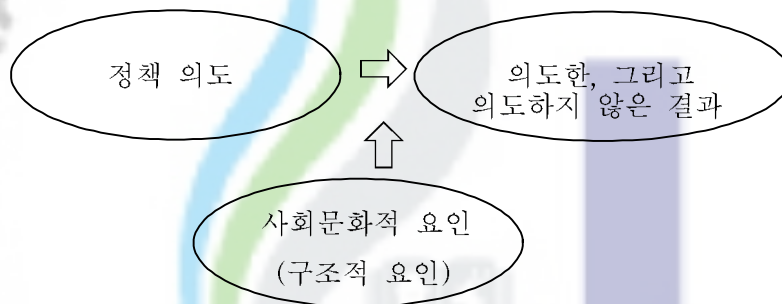 정책 의도
의도한, 그리고
의도하지 않은 결과
사회문화적 요인
(구조적 요인)